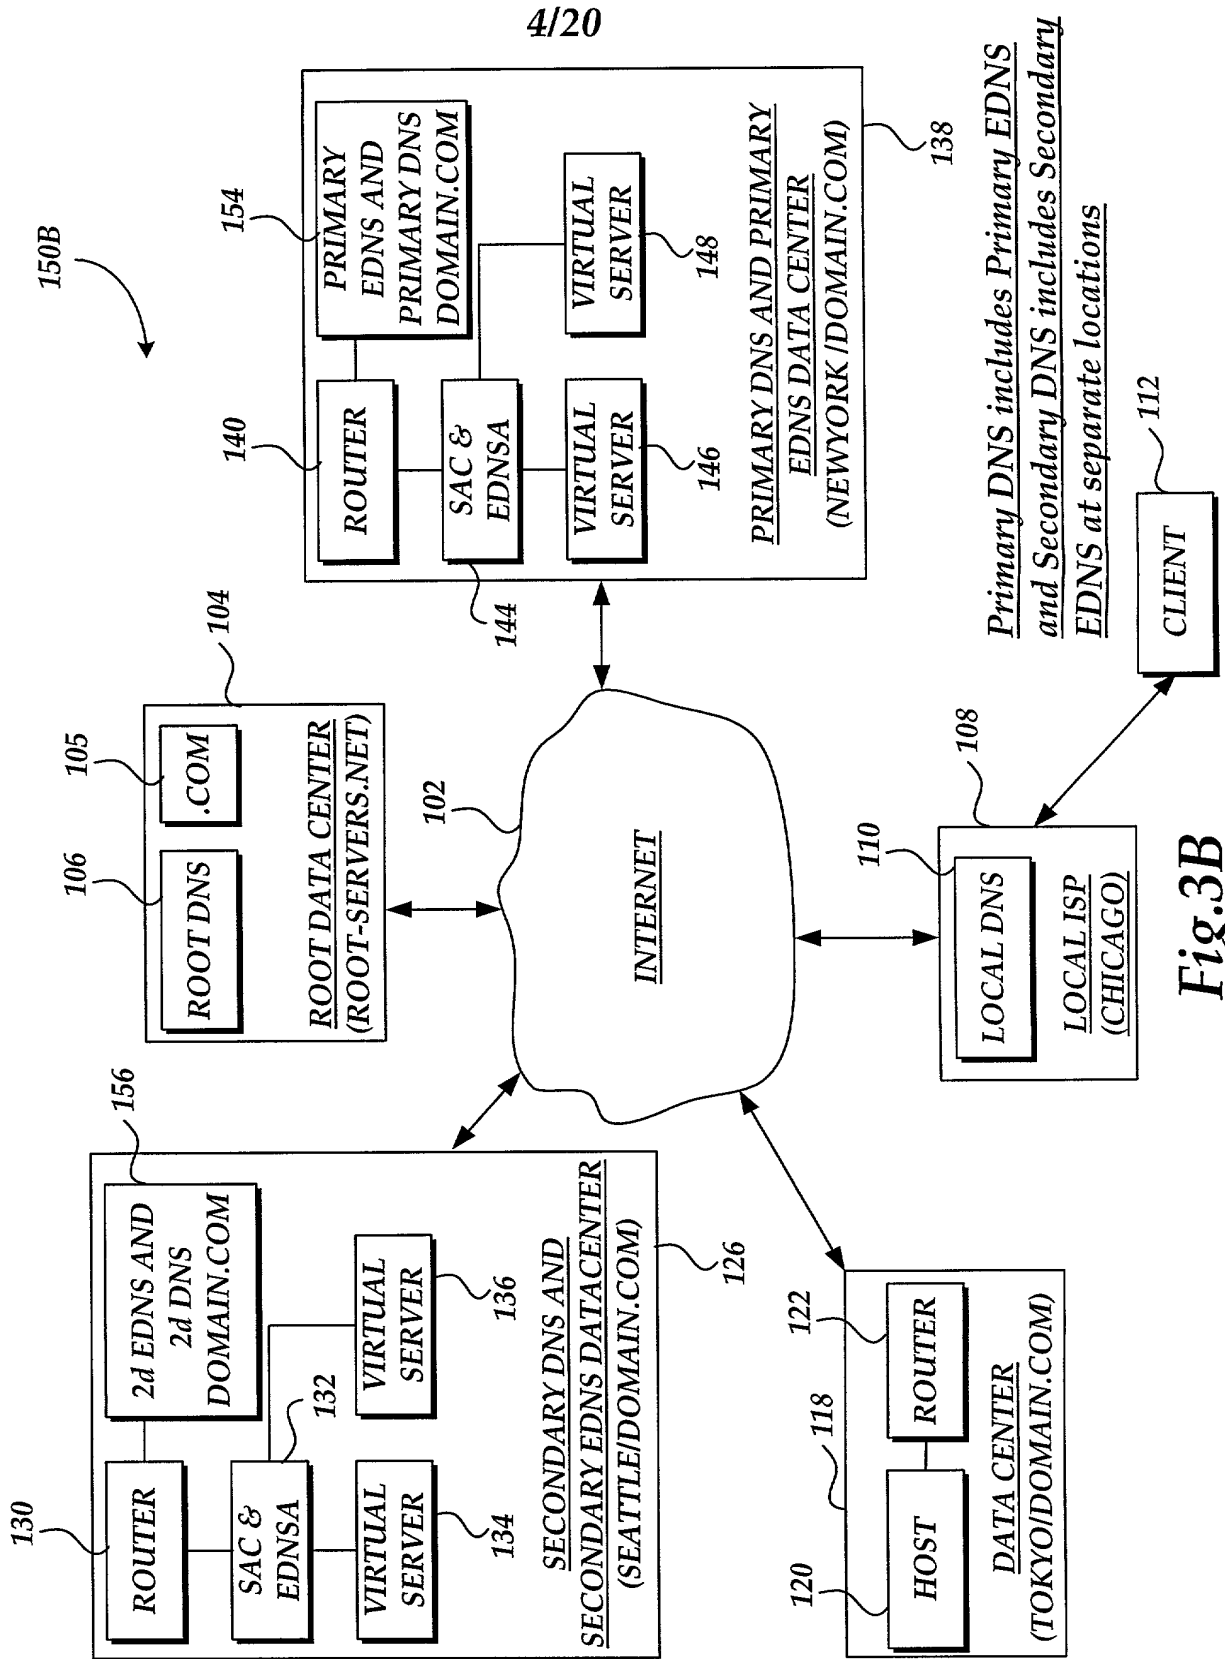 4/20
150B
130
ROUTER
2d EDNS AND
2d DNS
DOMAIN.COM
156
SAC &
EDNSA
132
VIRTUAL
SERVER
134
VIRTUAL
SERVER
136
SECONDARY DNS AND
SECONDARY EDNS DATACENTER
(SEATTLE/DOMAIN.COM)
126
106
ROOT DNS
105
.COM
104
ROOT DATA CENTER
(ROOT-SERVERS.NET)
140
ROUTER
154
PRIMARY
EDNS AND
PRIMARY DNS
DOMAIN.COM
SAC &
EDNSA
144
VIRTUAL
SERVER
146
VIRTUAL
SERVER
148
PRIMARY DNS AND PRIMARY
EDNS DATA CENTER
(NEWYORK /DOMAIN.COM)
138
102
INTERNET
118
120
HOST
122
ROUTER
DATA CENTER
(TOKYO/DOMAIN.COM)
110
LOCAL DNS
108
LOCAL ISP
(CHICAGO)
112
CLIENT
Primary DNS includes Primary EDNS
and Secondary DNS includes Secondary
EDNS at separate locations
Fig.3B